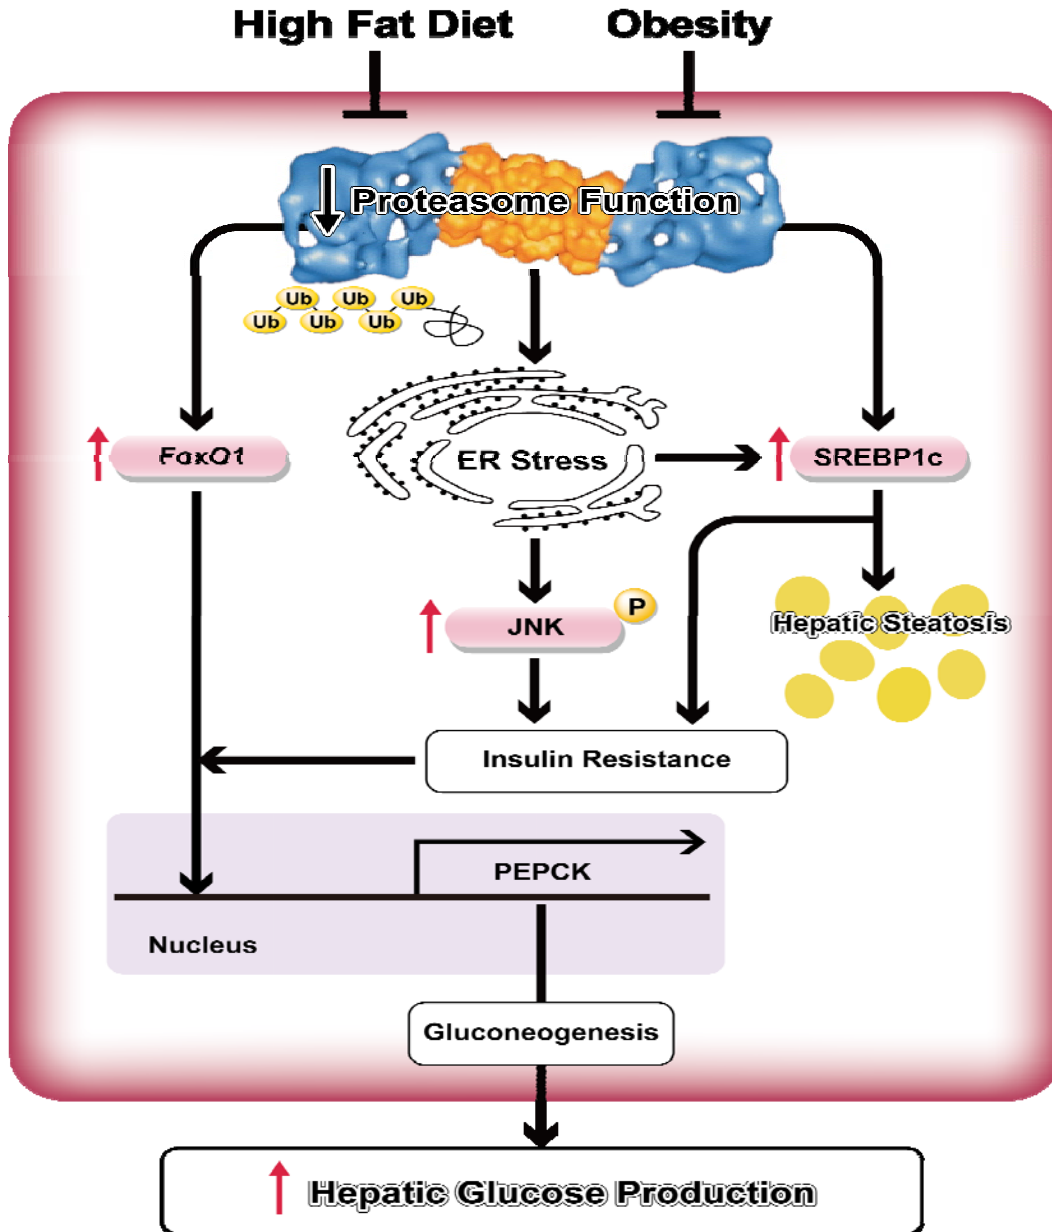 High Fat Diet
Obesity
Proteasome Function
Ub Ub Ub
Ub Ub Ub
FoxO1
ER Stress
SREBP1c
P
JNK
Hepatic Steatosis
Insulin Resistance
PEPCK
Nucleus
Gluconeogenesis
Hepatic Glucose Production